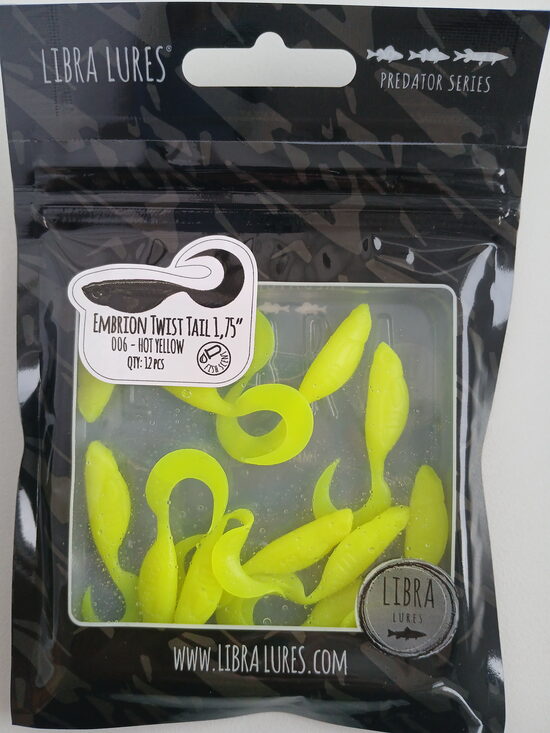 LIBRA LURES®
PREDATOR SERIES
EMBRION TWIST TAIL 1,75"
006 - HOT YELLOW
QTY: 12 PCS
LIBRA
LURES
WWW.LIBRALURES.COM